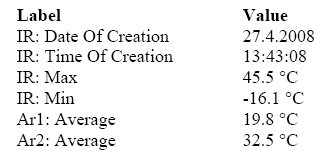 Label Value
IR: Date Of Creation 27.4.2008
IR: Time Of Creation 13:43:08
IR: Max 45.5 °C
IR: Min -16.1 °C
Ar1: Average 19.8 °C
Ar2: Average 32.5 °C